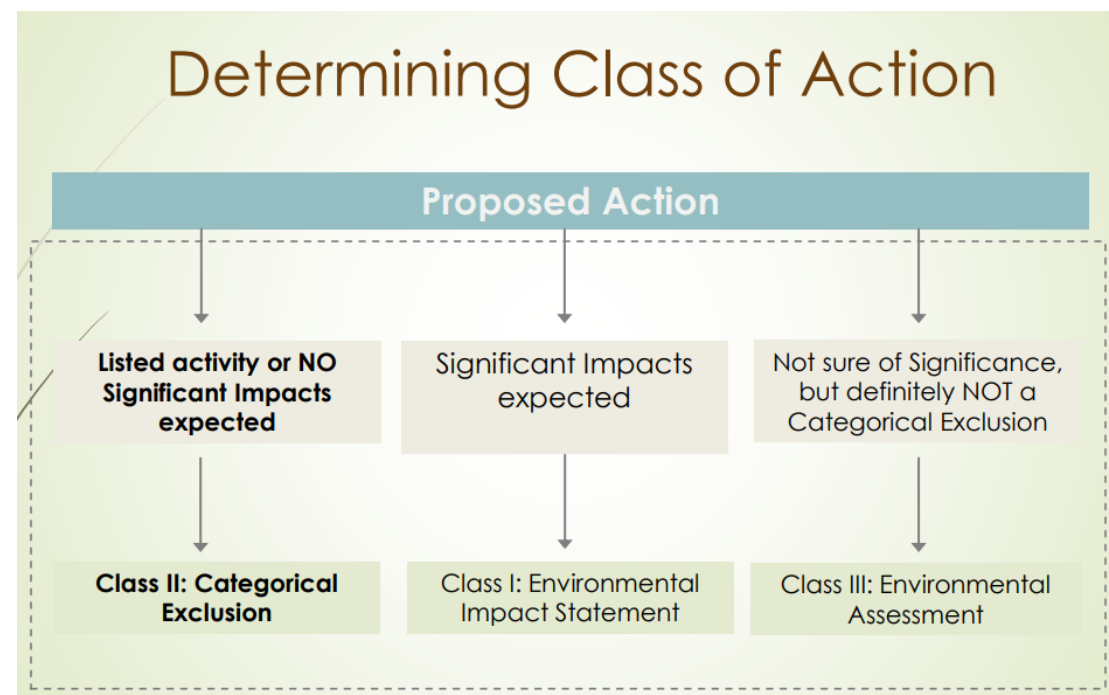 Determining Class of Action
Proposed Action
Listed activity or NO
Significant Impacts
expected
Significant Impacts
expected
Not sure of Significance,
but definitely NOT a
Categorical Exclusion
Class II: Categorical
Exclusion
Class I: Environmental
Impact Statement
Class III: Environmental
Assessment